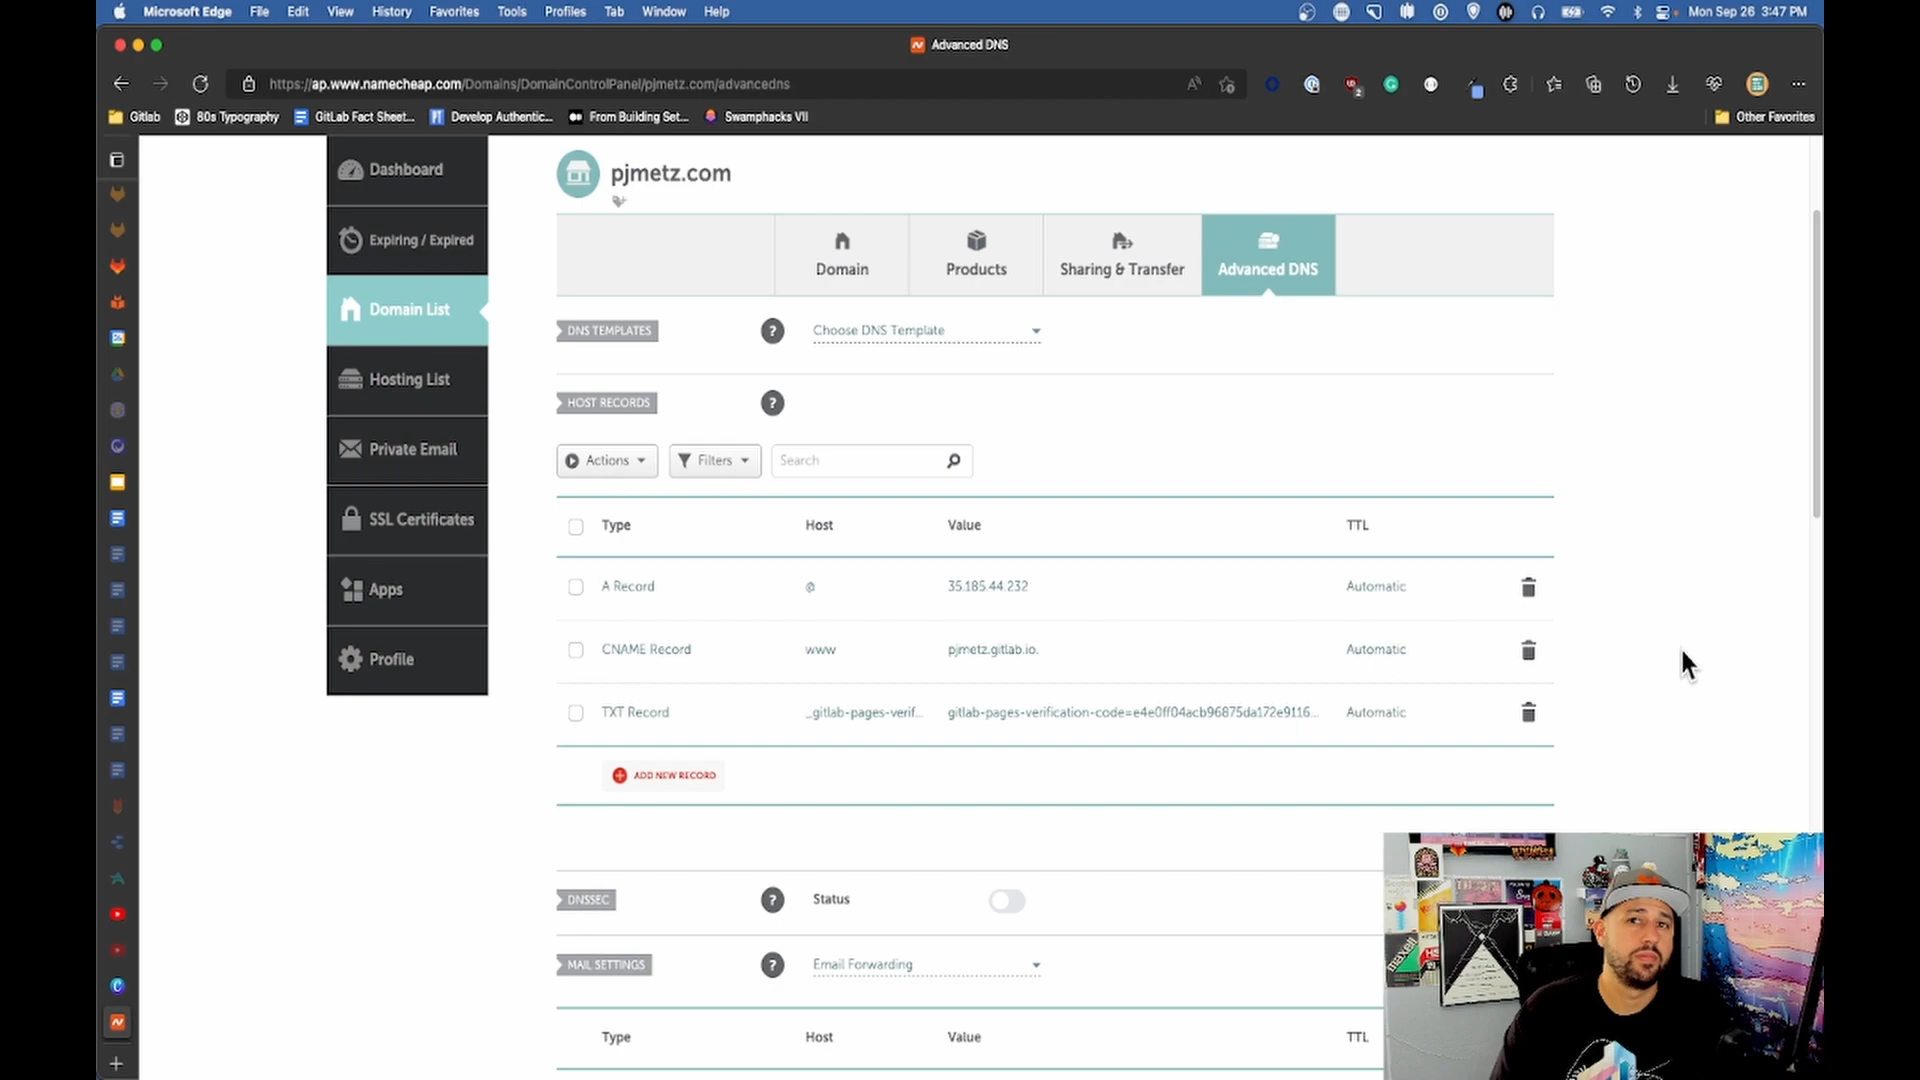 Microsoft Edge File Edit View History Favorites Tools Profiles Tab Window Help Mon Sep 26 3:47 PM
Advanced DNS
https://ap.www.namecheap.com/Domains/DomainControlPanel/pjmetz.com/advanceddns
Gitlab 80s Typography GitLab Fact Sheet... Develop Authentic... From Building Set... Swamphacks VII Other Favorites
Dashboard
Expiring / Expired
Domain List
Hosting List
Private Email
SSL Certificates
Apps
Profile
pjmetz.com
Domain Products Sharing & Transfer Advanced DNS
DNS TEMPLATES ? Choose DNS Template
HOST RECORDS ?
Actions Filters Search
Type Host Value TTL
A Record @ 35.185.44.232 Automatic
CNAME Record www pjmetz.gitlab.io. Automatic
TXT Record _gitlab-pages-verif... gitlab-pages-verification-code=e4e0ff04acb96875da172e9116... Automatic
ADD NEW RECORD
DNSSEC ? Status
MAIL SETTINGS ? Email Forwarding
Type Host Value TTL
maxell